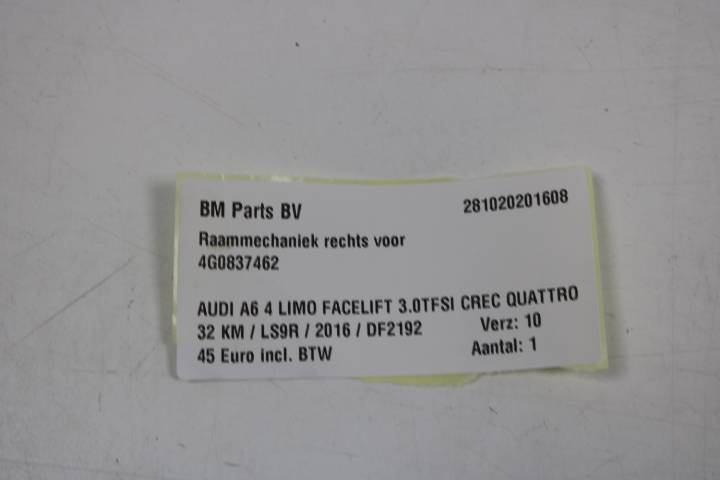 BM Parts BV 281020201608
Raammechaniek rechts voor
4G0837462
AUDI A6 4 LIMO FACELIFT 3.0TFSI CREC QUATTRO
32 KM / LS9R / 2016 / DF2192 Verz: 10
45 Euro incl. BTW Aantal: 1